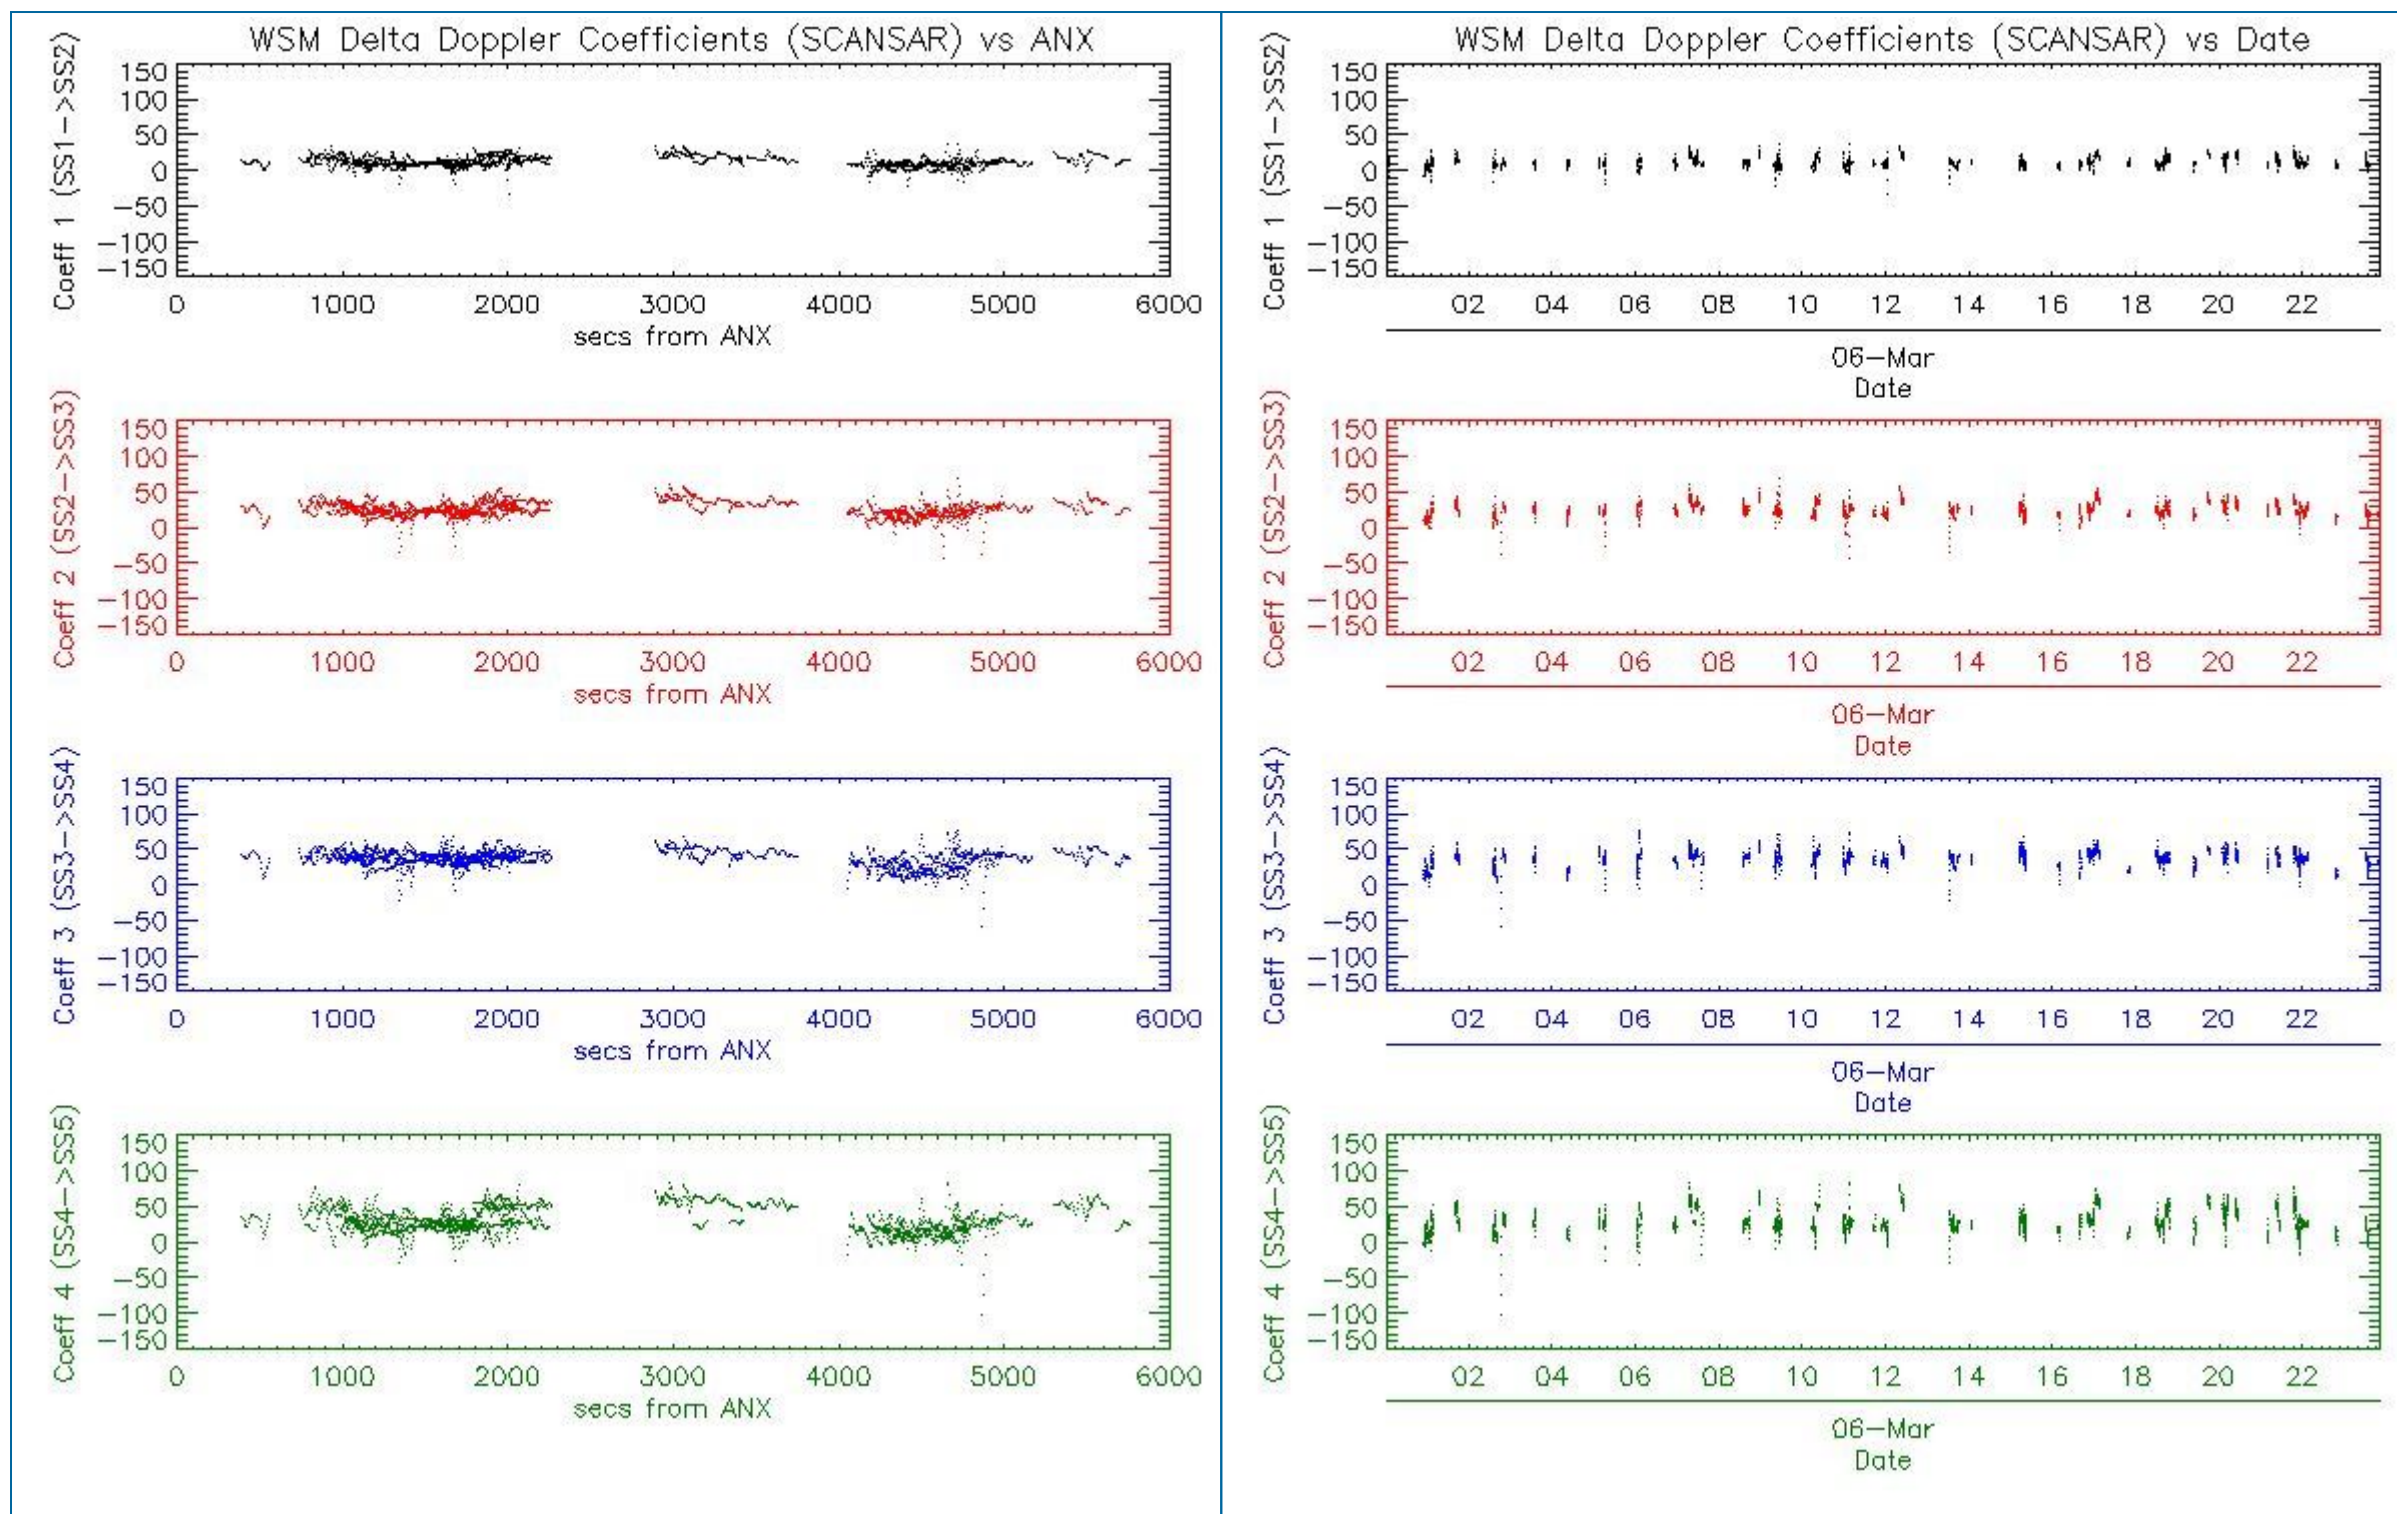 WSM Delta Doppler Coefficients (SCANSAR) vs ANX
Coeff 1 (SS1->SS2)
150
100
50
0
-50
-100
-150
0 1000 2000 3000 4000 5000 6000
secs from ANX
Coeff 2 (SS2->SS3)
150
100
50
0
-50
-100
-150
0 1000 2000 3000 4000 5000 6000
secs from ANX
Coeff 3 (SS3->SS4)
150
100
50
0
-50
-100
-150
0 1000 2000 3000 4000 5000 6000
secs from ANX
Coeff 4 (SS4->SS5)
150
100
50
0
-50
-100
-150
0 1000 2000 3000 4000 5000 6000
secs from ANX
WSM Delta Doppler Coefficients (SCANSAR) vs Date
Coeff 1 (SS1->SS2)
150
100
50
0
-50
-100
-150
02 04 06 08 10 12 14 16 18 20 22
06-Mar
Date
Coeff 2 (SS2->SS3)
150
100
50
0
-50
-100
-150
02 04 06 08 10 12 14 16 18 20 22
06-Mar
Date
Coeff 3 (SS3->SS4)
150
100
50
0
-50
-100
-150
02 04 06 08 10 12 14 16 18 20 22
06-Mar
Date
Coeff 4 (SS4->SS5)
150
100
50
0
-50
-100
-150
02 04 06 08 10 12 14 16 18 20 22
06-Mar
Date